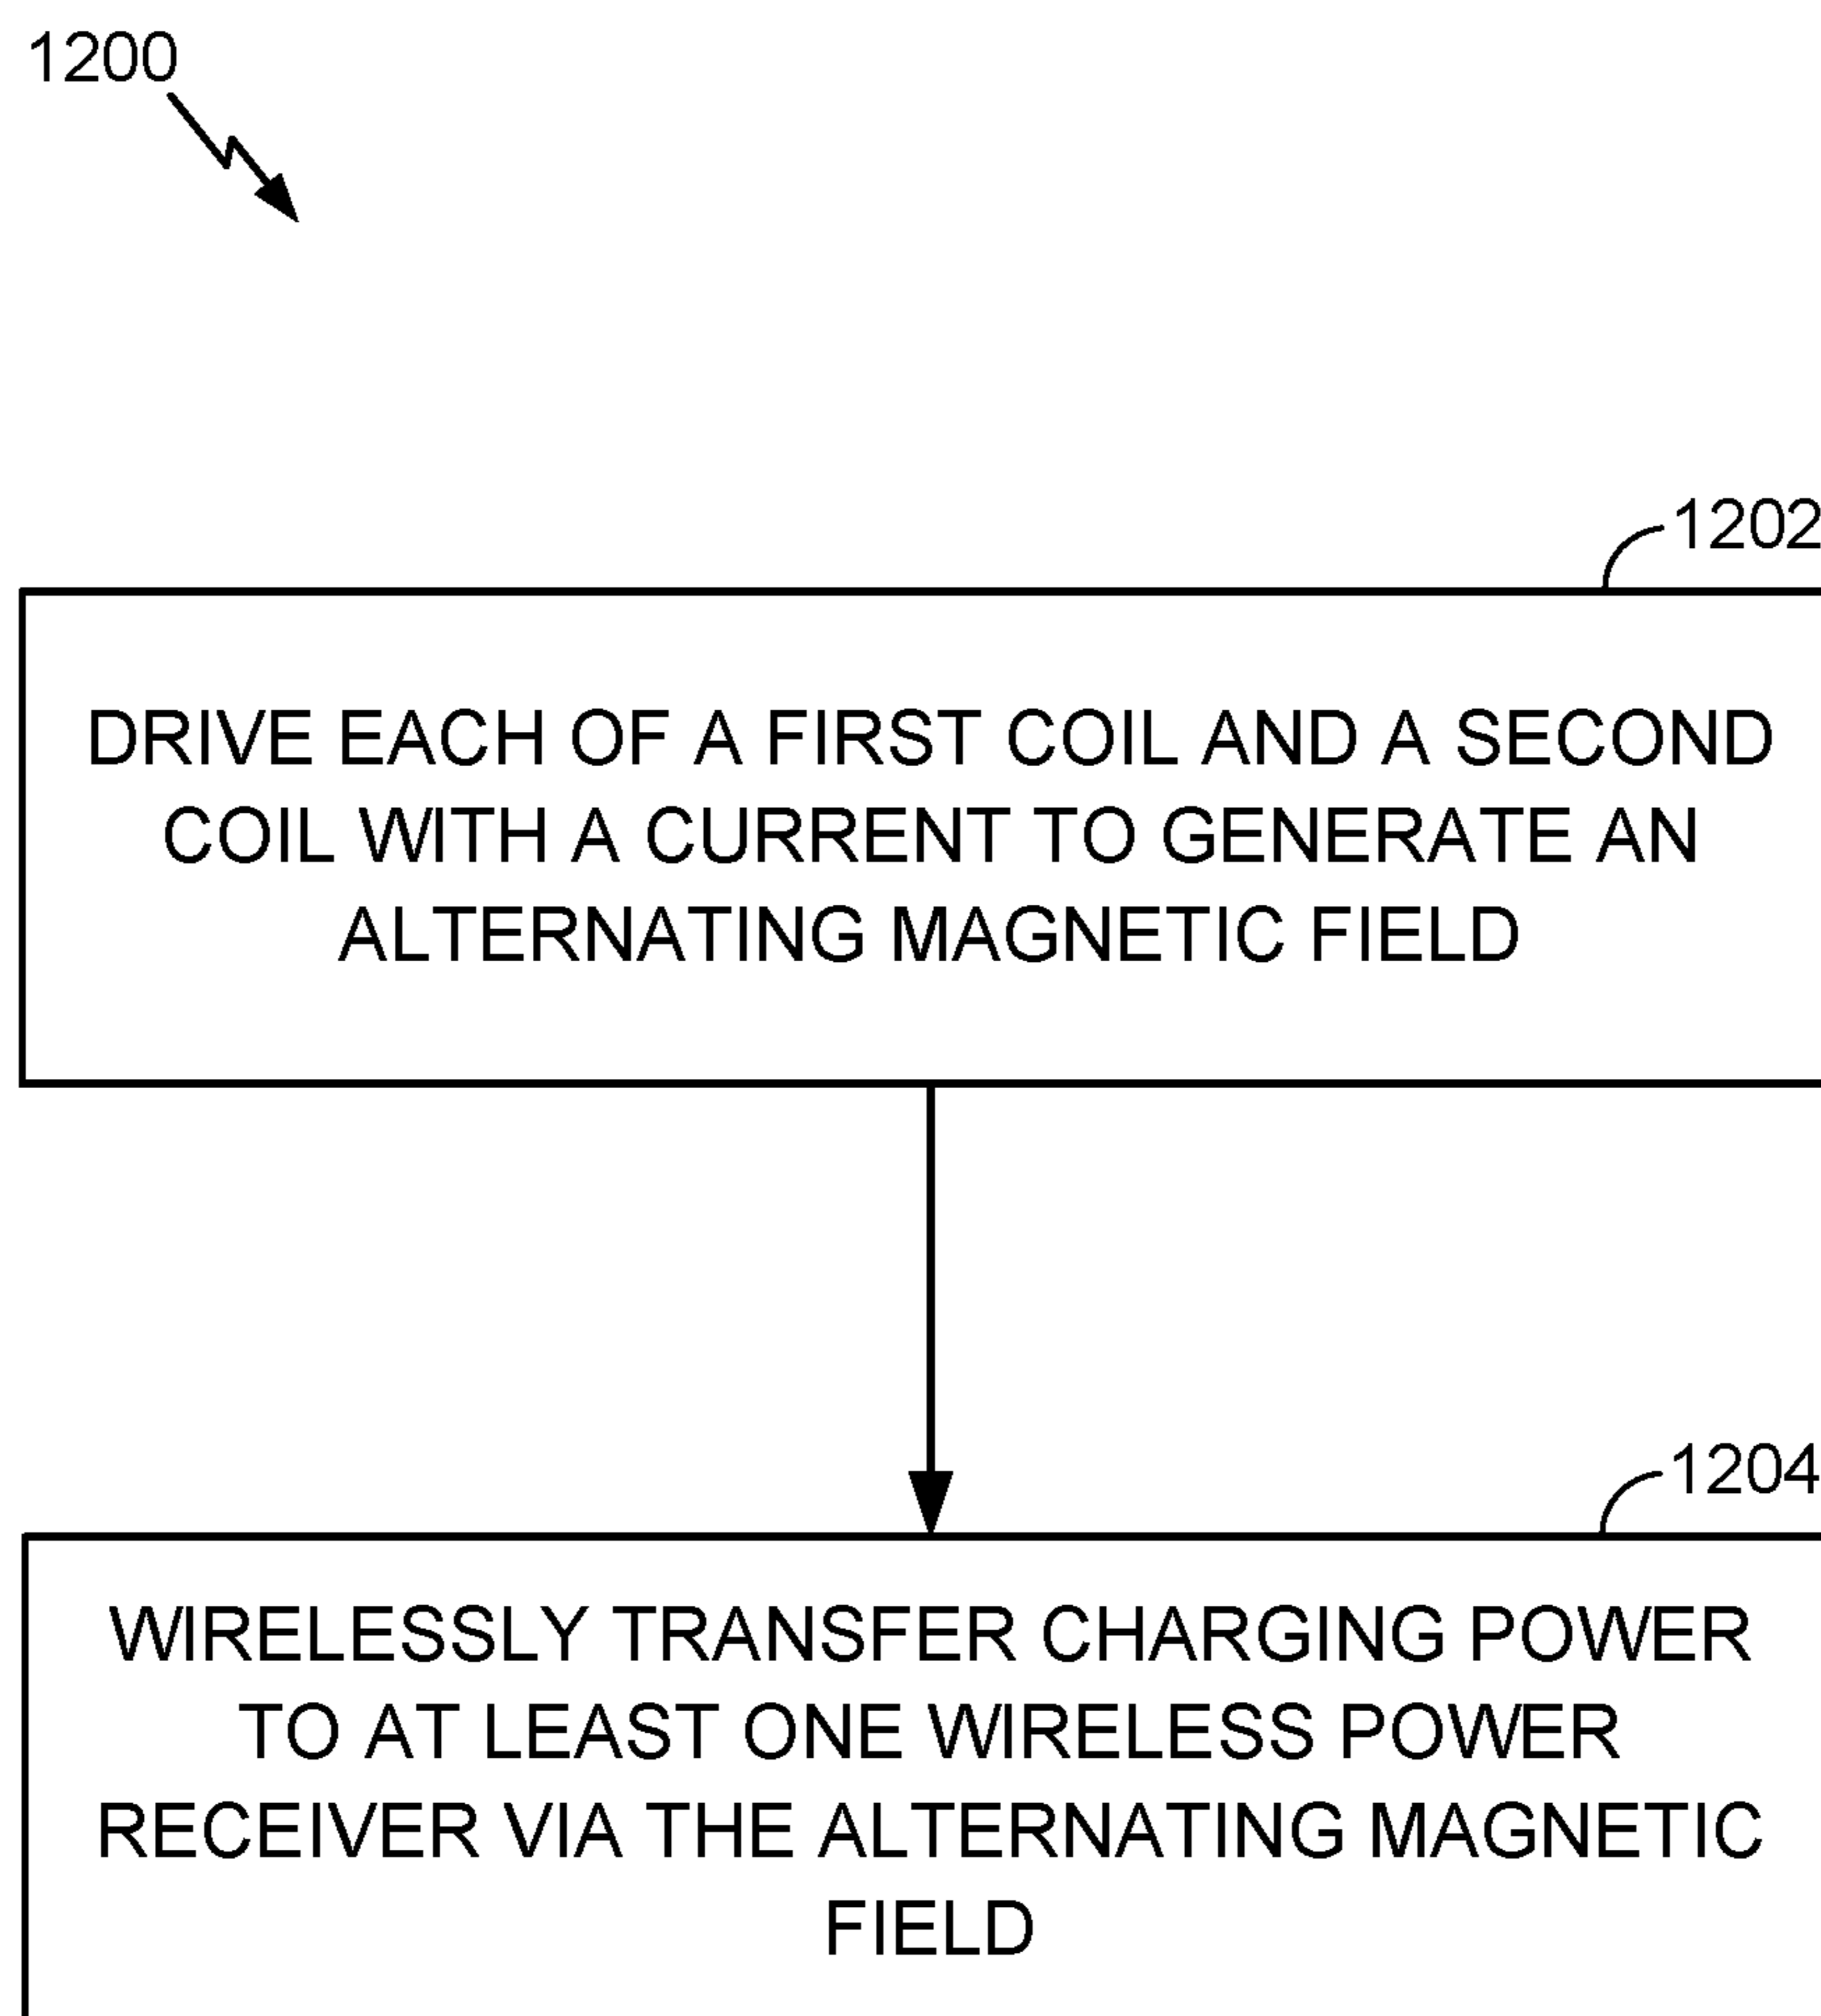 1200
1202
DRIVE EACH OF A FIRST COIL AND A SECOND
COIL WITH A CURRENT TO GENERATE AN
ALTERNATING MAGNETIC FIELD
1204
WIRELESSLY TRANSFER CHARGING POWER
TO AT LEAST ONE WIRELESS POWER
RECEIVER VIA THE ALTERNATING MAGNETIC
FIELD